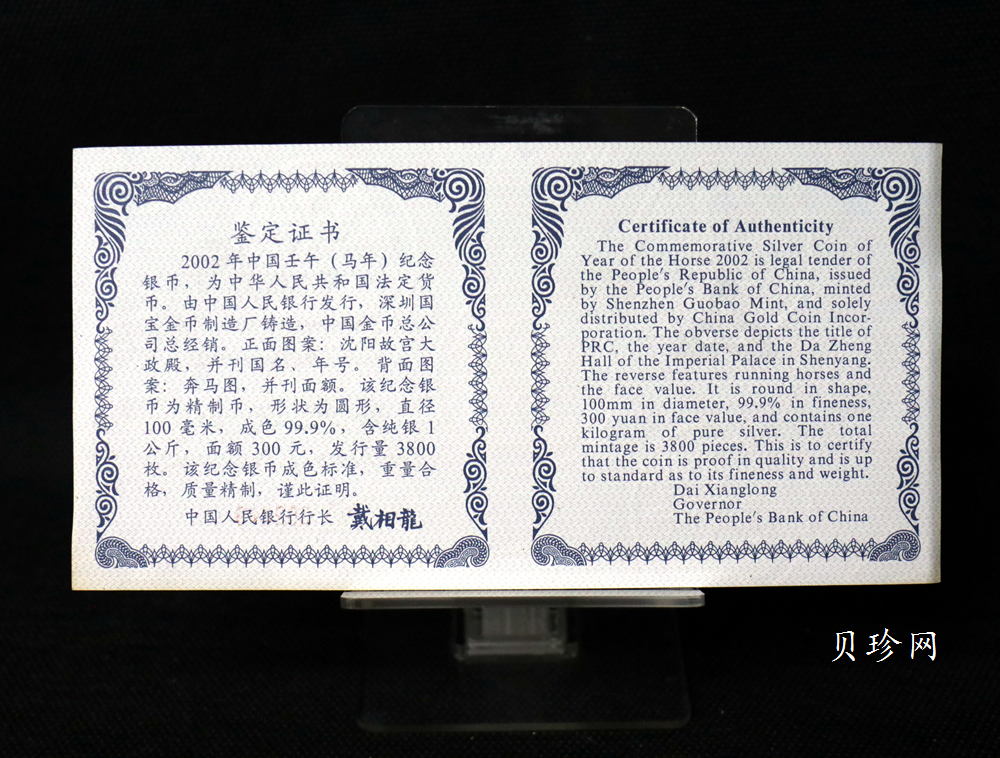 鉴定证书
2002年中国壬午（马年）纪念
银币，为中华人民共和国法定货
币。由中国人民银行发行，深圳国
宝金币制造厂铸造，中国金币总公
司总经销。正面图案：沈阳故宫大
政殿，并刊国名、年号。背面图
案：奔马图，并刊面额。该纪念银
币为精制币，形状为圆形，直径
100毫米，成色99.9%，含纯银1
公斤，面额300元，发行量3800
枚。该纪念银币成色标准，重量合
格，质量精制，谨此证明。
中国人民银行行长 戴相龍
Certificate of Authenticity
The Commemorative Silver Coin of
Year of the Horse 2002 is legal tender of
the People's Republic of China, issued
by the People's Bank of China, minted
by Shenzhen Guobao Mint, and solely
distributed by China Gold Coin Incor-
poration. The obverse depicts the title of
PRC, the year date, and the Da Zheng
Hall of the Imperial Palace in Shenyang.
The reverse features running horses and
the face value. It is round in shape,
100mm in diameter, 99.9% in fineness,
300 yuan in face value, and contains one
kilogram of pure silver. The total
mintage is 3800 pieces. This is to certify
that the coin is proof in quality and is up
to standard as to its fineness and weight.
Dai Xianglong
Governor
The People's Bank of China
贝珍网